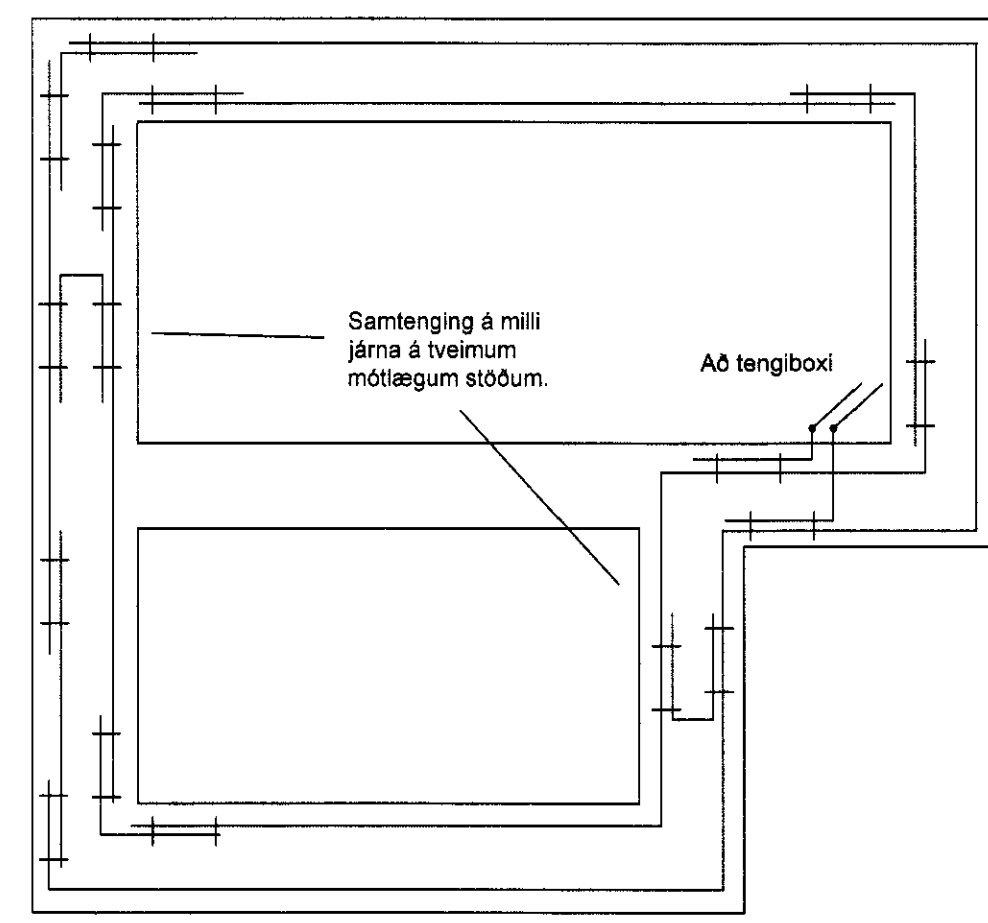 Samtenging á milli
járna á tveimum
mótlægum stöðum.
Að tengiboxi